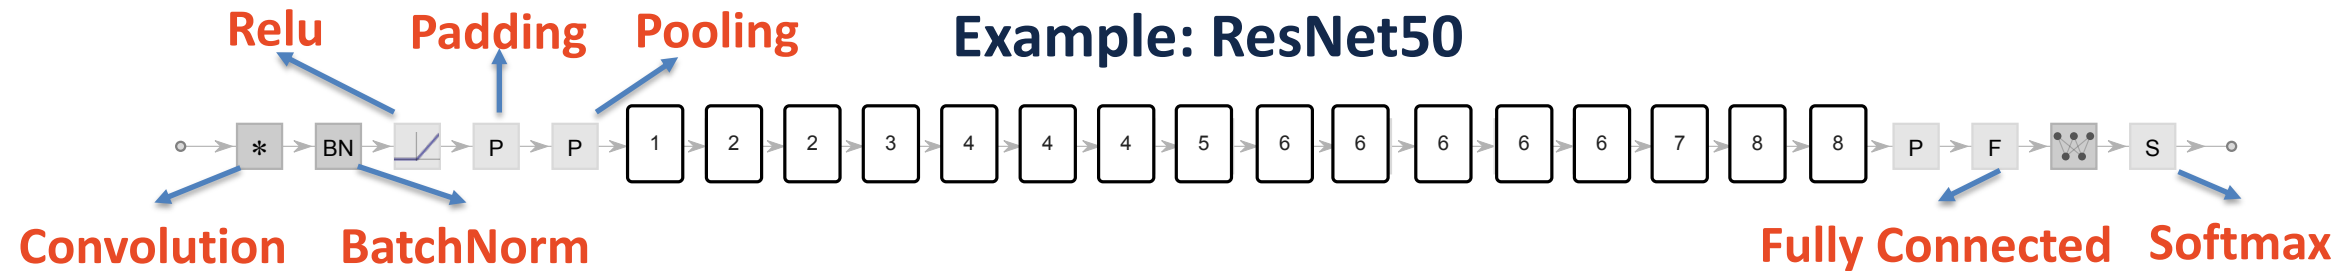 Example: ResNet50
Relu Padding Pooling
* BN P P 1 2 2 3 4 4 4 5 6 6 6 6 6 7 8 8 P F S
Convolution BatchNorm Fully Connected Softmax